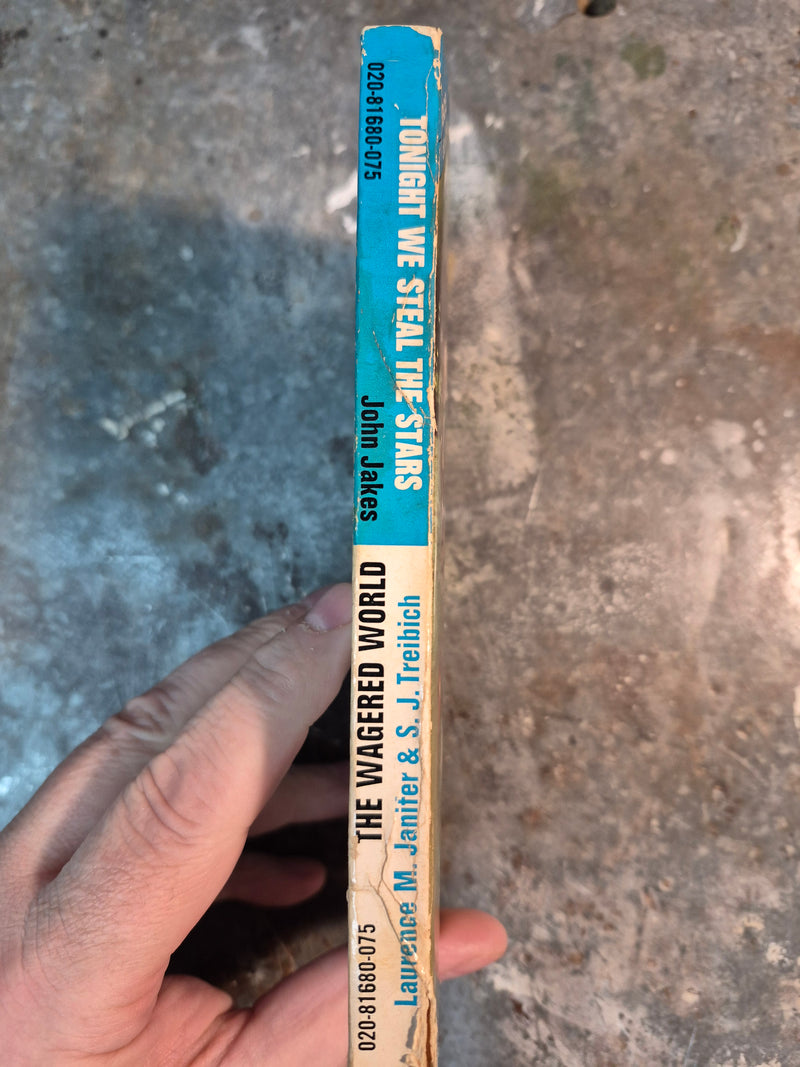 020-81680-075
TONIGHT WE STEAL THE STARS
John Jakes
THE WAGERED WORLD
Laurence M. Janifer & S. J. Treibich
020-81680-075